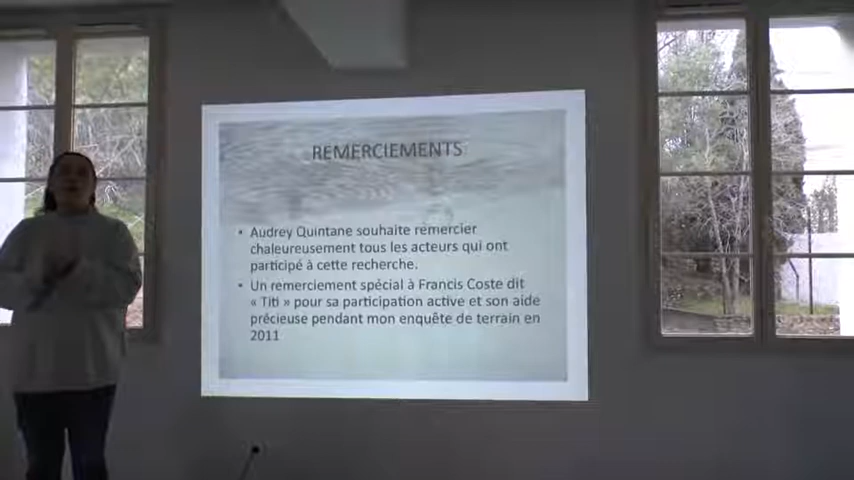 REMERCIEMENTS
• Audrey Quintane souhaite remercier
chaleureusement tous les acteurs qui ont
participé à cette recherche.
• Un remerciement spécial à Francis Coste dit
« Titi » pour sa participation active et son aide
précieuse pendant mon enquête de terrain en
2011